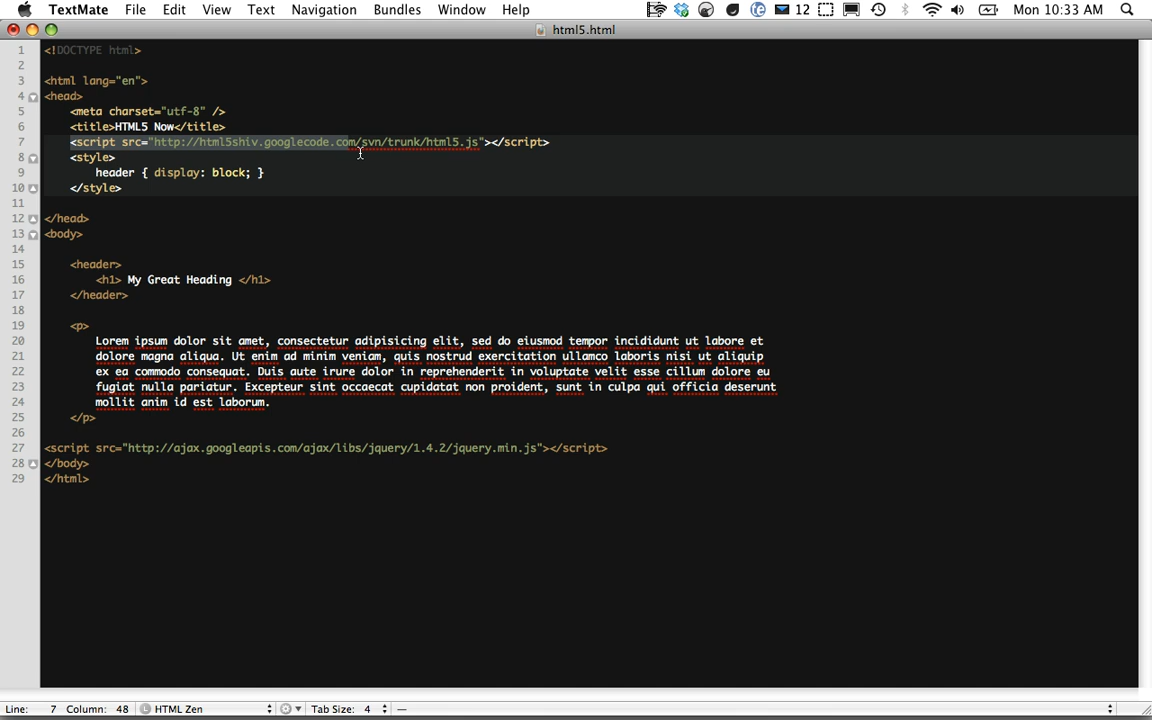 TextMate File Edit View Text Navigation Bundles Window Help 12 Mon 10:33 AM
html5.html
1 <!DOCTYPE html>
2
3 <html lang="en">
4 <head>
5 <meta charset="utf-8" />
6 <title>HTML5 Now</title>
7 <script src="http://html5shiv.googlecode.com/svn/trunk/html5.js"></script>
8 <style>
9 header { display: block; }
10 </style>
11
12 </head>
13 <body>
14
15 <header>
16 <h1> My Great Heading </h1>
17 </header>
18
19 <p>
20 Lorem ipsum dolor sit amet, consectetur adipisicing elit, sed do eiusmod tempor incididunt ut labore et
21 dolore magna aliqua. Ut enim ad minim veniam, quis nostrud exercitation ullamco laboris nisi ut aliquip
22 ex ea commodo consequat. Duis aute irure dolor in reprehenderit in voluptate velit esse cillum dolore eu
23 fugiat nulla pariatur. Excepteur sint occaecat cupidatat non proident, sunt in culpa qui officia deserunt
24 mollit anim id est laborum.
25 </p>
26
27 <script src="http://ajax.googleapis.com/ajax/libs/jquery/1.4.2/jquery.min.js"></script>
28 </body>
29 </html>
Line: 7 Column: 48 L HTML Zen Tab Size: 4 —